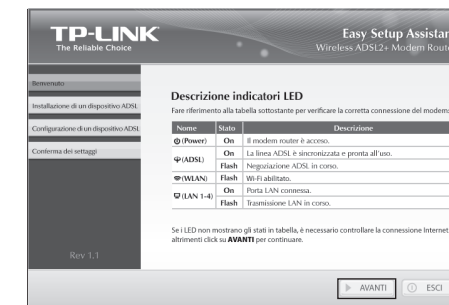 TP-LINK
The Reliable Choice
Easy Setup Assistan
Wireless ADSL2+ Modem Route
Benvenuto
Installazione di un dispositivo ADSL
Configurazione di un dispositivo ADSL
Conferma dei settaggi
Rev 1.1
Descrizione indicatori LED
Fare riferimento alla tabella sottostante per verificare la corretta connessione del modem:
Nome Stato Descrizione
(Power) On Il modem router è acceso.
(ADSL) On La linea ADSL è sincronizzata e pronta all'uso.
Flash Negoziazione ADSL in corso.
(WLAN) Flash Wi-Fi abilitato.
(LAN 1-4) On Porta LAN connessa.
Flash Trasmissione LAN in corso.
Se i LED non mostrano gli stati in tabella, è necessario controllare la connessione Internet
altrimenti click su AVANTI per continuare.
AVANTI
ESCI